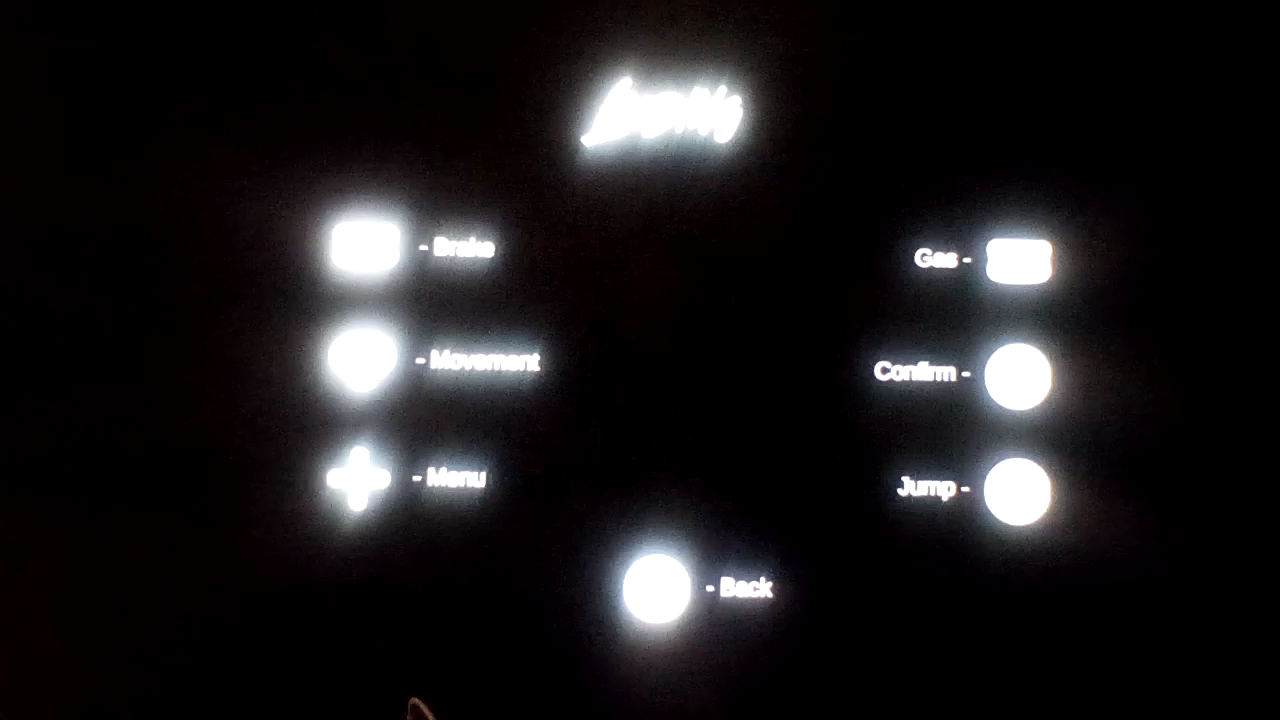 - Brake
Gas -
- Movement
Confirm -
- Menu
Jump -
- Back